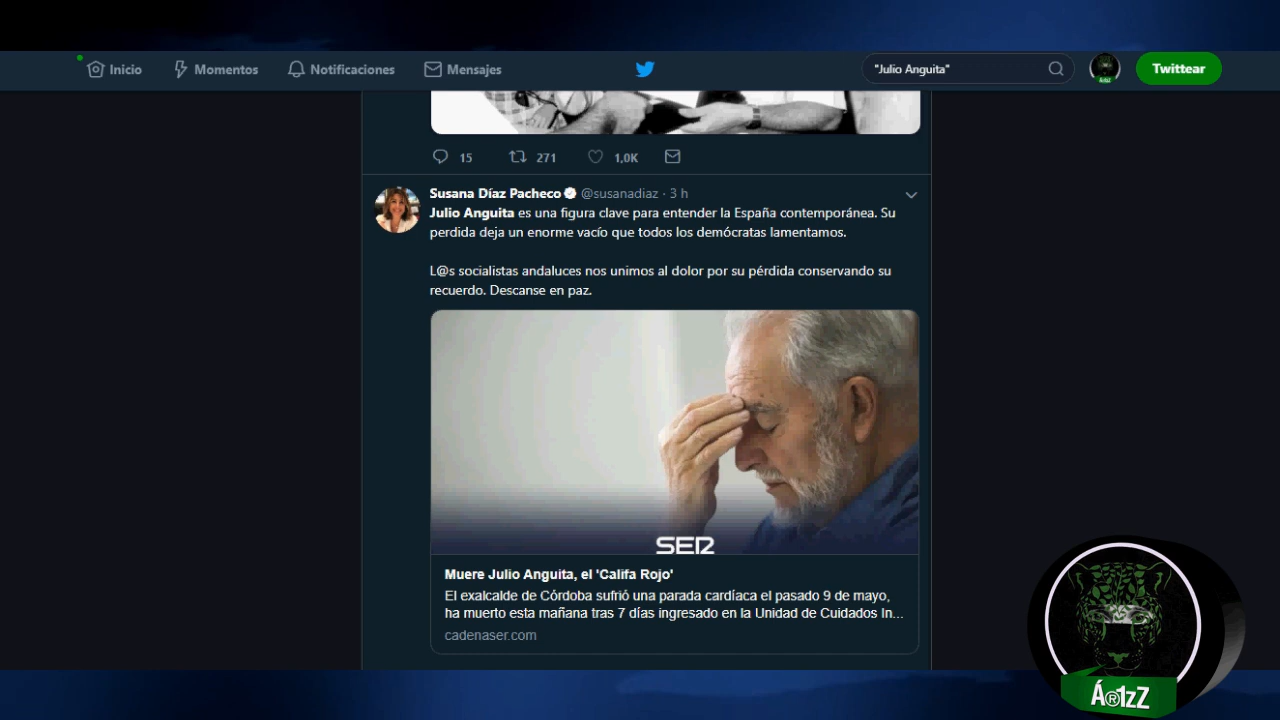 Inicio
Momentos
Notificaciones
Mensajes
"Julio Anguita"
Twittear
15
271
1,0K
Susana Díaz Pacheco @susanadiaz · 3 h
Julio Anguita es una figura clave para entender la España contemporánea. Su
perdida deja un enorme vacío que todos los demócratas lamentamos.
L@s socialistas andaluces nos unimos al dolor por su pérdida conservando su
recuerdo. Descanse en paz.
SER
Muere Julio Anguita, el 'Califa Rojo'
El exalcalde de Córdoba sufrió una parada cardíaca el pasado 9 de mayo,
ha muerto esta mañana tras 7 días ingresado en la Unidad de Cuidados In...
cadenaser.com
Á®1zZ